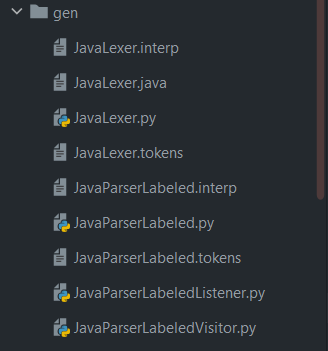 gen
JavaLexer.interp
JavaLexer.java
JavaLexer.py
JavaLexer.tokens
JavaParserLabeled.interp
JavaParserLabeled.py
JavaParserLabeled.tokens
JavaParserLabeledListener.py
JavaParserLabeledVisitor.py